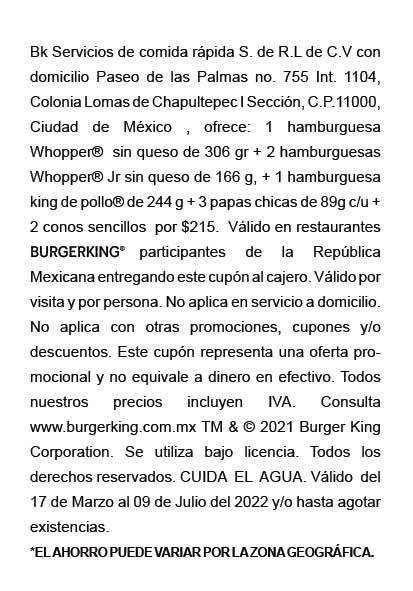 Bk Servicios de comida rápida S. de R.L de C.V con
domicilio Paseo de las Palmas no. 755 Int. 1104,
Colonia Lomas de Chapultepec I Sección, C.P.11000,
Ciudad de México , ofrece: 1 hamburguesa
Whopper® sin queso de 306 gr + 2 hamburguesas
Whopper® Jr sin queso de 166 g, + 1 hamburguesa
king de pollo® de 244 g + 3 papas chicas de 89g c/u +
2 conos sencillos por $215. Válido en restaurantes
BURGERKING® participantes de la República
Mexicana entregando este cupón al cajero. Válido por
visita y por persona. No aplica en servicio a domicilio.
No aplica con otras promociones, cupones y/o
descuentos. Este cupón representa una oferta pro-
mocional y no equivale a dinero en efectivo. Todos
nuestros precios incluyen IVA. Consulta
www.burgerking.com.mx TM & © 2021 Burger King
Corporation. Se utiliza bajo licencia. Todos los
derechos reservados. CUIDA EL AGUA. Válido del
17 de Marzo al 09 de Julio del 2022 y/o hasta agotar
existencias.
*EL AHORRO PUEDE VARIAR POR LA ZONA GEOGRÁFICA.